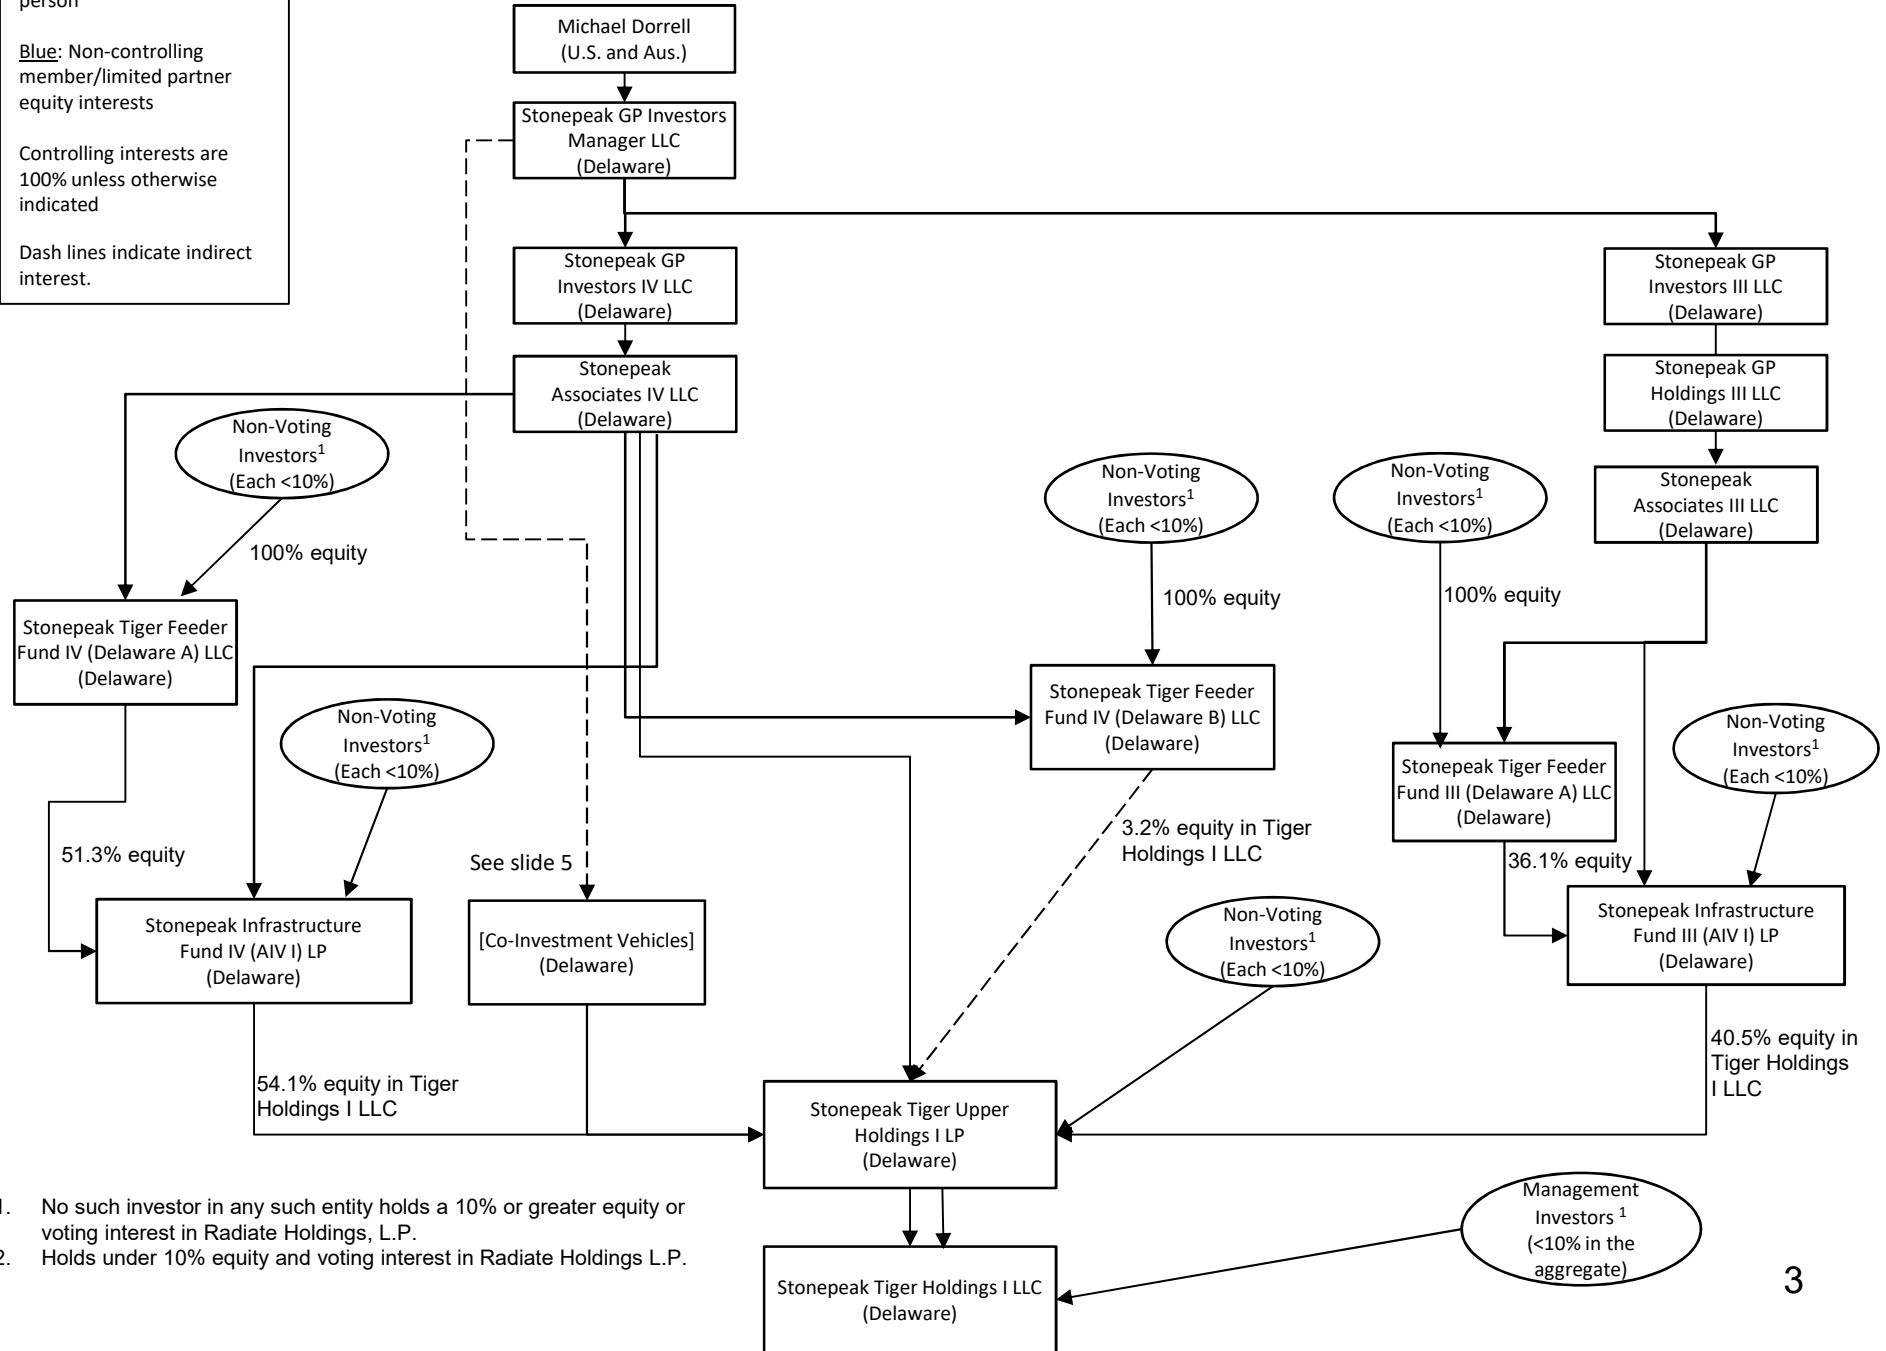 person
Blue: Non-controlling
member/limited partner
equity interests
Controlling interests are
100% unless otherwise
indicated
Dash lines indicate indirect
interest.
Michael Dorrell
(U.S. and Aus.)
Stonepeak GP Investors
Manager LLC
(Delaware)
Stonepeak GP
Investors IV LLC
(Delaware)
Stonepeak GP
Investors III LLC
(Delaware)
Stonepeak
Associates IV LLC
(Delaware)
Stonepeak GP
Holdings III LLC
(Delaware)
Non-Voting
Investors1
(Each <10%)
Non-Voting
Investors1
(Each <10%)
Non-Voting
Investors1
(Each <10%)
Stonepeak
Associates III LLC
(Delaware)
100% equity
100% equity
100% equity
Stonepeak Tiger Feeder
Fund IV (Delaware A) LLC
(Delaware)
Stonepeak Tiger Feeder
Fund IV (Delaware B) LLC
(Delaware)
Non-Voting
Investors1
(Each <10%)
Stonepeak Tiger Feeder
Fund III (Delaware A) LLC
(Delaware)
Non-Voting
Investors1
(Each <10%)
51.3% equity
See slide 5
3.2% equity in Tiger
Holdings I LLC
36.1% equity
Stonepeak Infrastructure
Fund IV (AIV I) LP
(Delaware)
[Co-Investment Vehicles]
(Delaware)
Non-Voting
Investors1
(Each <10%)
Stonepeak Infrastructure
Fund III (AIV I) LP
(Delaware)
54.1% equity in Tiger
Holdings I LLC
40.5% equity in
Tiger Holdings
I LLC
Stonepeak Tiger Upper
Holdings I LP
(Delaware)
1. No such investor in any such entity holds a 10% or greater equity or
voting interest in Radiate Holdings, L.P.
2. Holds under 10% equity and voting interest in Radiate Holdings L.P.
Management
Investors 1
(<10% in the
aggregate)
Stonepeak Tiger Holdings I LLC
(Delaware)
3